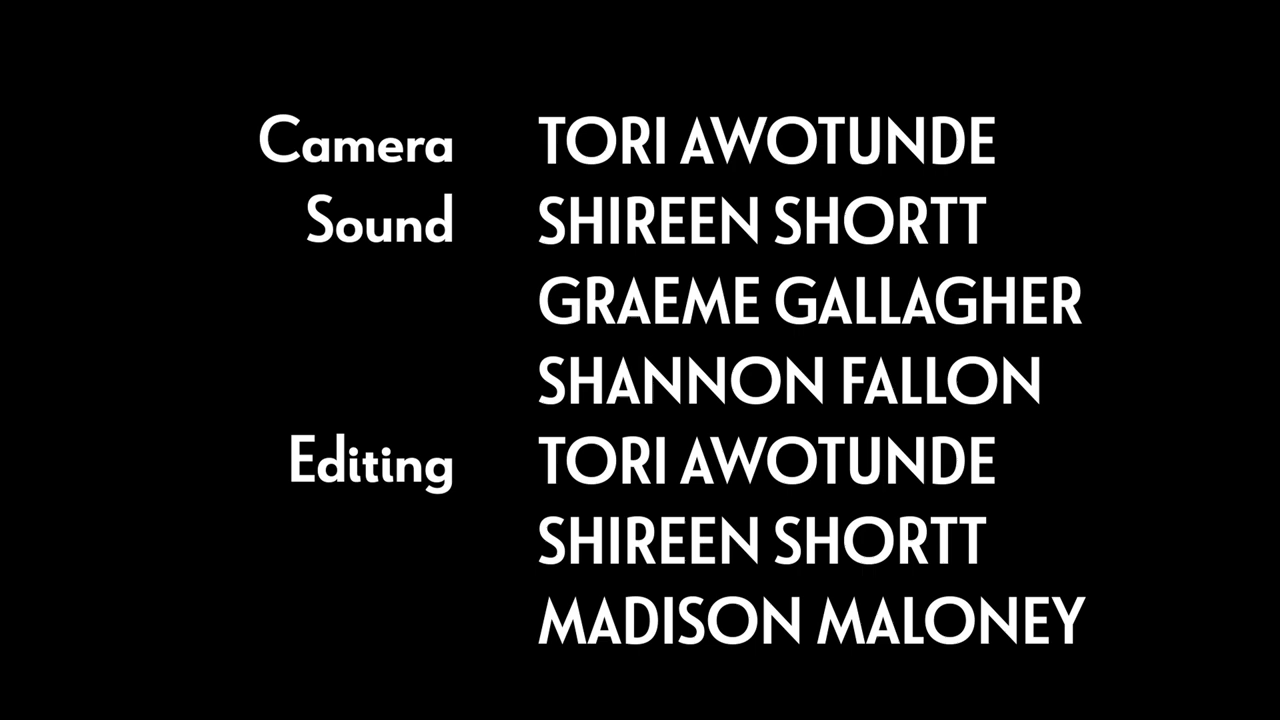 Camera TORI AWOTUNDE
Sound SHIREEN SHORTT
GRAEME GALLAGHER
SHANNON FALLON
Editing TORI AWOTUNDE
SHIREEN SHORTT
MADISON MALONEY